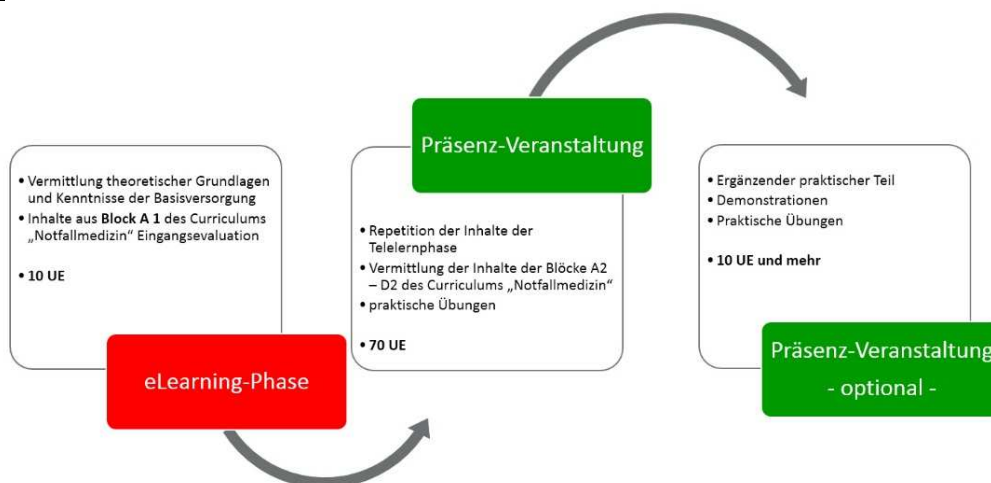 • Vermittlung theoretischer Grundlagen
und Kenntnisse der Basisversorgung
• Inhalte aus Block A 1 des Curriculums
„Notfallmedizin“ Eingangsevaluation
• 10 UE
eLearning-Phase
Präsenz-Veranstaltung
• Repetition der Inhalte der
Telelernphase
• Vermittlung der Inhalte der Blöcke A2
– D2 des Curriculums „Notfallmedizin“
• praktische Übungen
• 70 UE
• Ergänzender praktischer Teil
• Demonstrationen
• Praktische Übungen
• 10 UE und mehr
Präsenz-Veranstaltung
- optional -